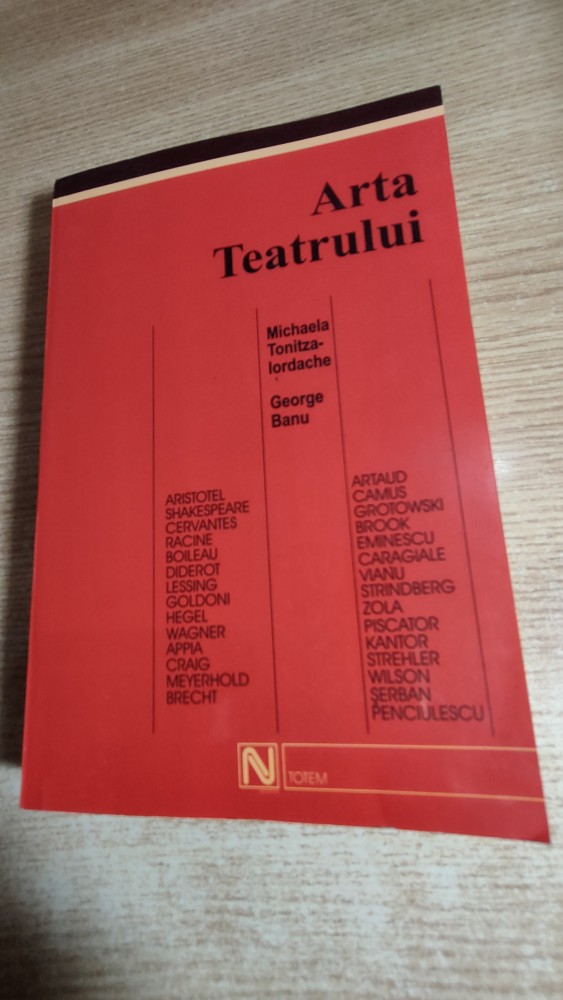 Arta
Teatrului
Michaela
Tonitza-
Iordache
George
Banu
ARISTOTEL
SHAKESPEARE
CERVANTES
RACINE
BOILEAU
DIDEROT
LESSING
GOLDONI
HEGEL
WAGNER
APPIA
CRAIG
MEYERHOLD
BRECHT
ARTAUD
CAMUS
GROTOWSKI
BROOK
EMINESCU
CARAGIALE
VIANU
STRINDBERG
ZOLA
PISCATOR
KANTOR
STREHLER
WILSON
ŞERBAN
PENCIULESCU
N
TOTEM